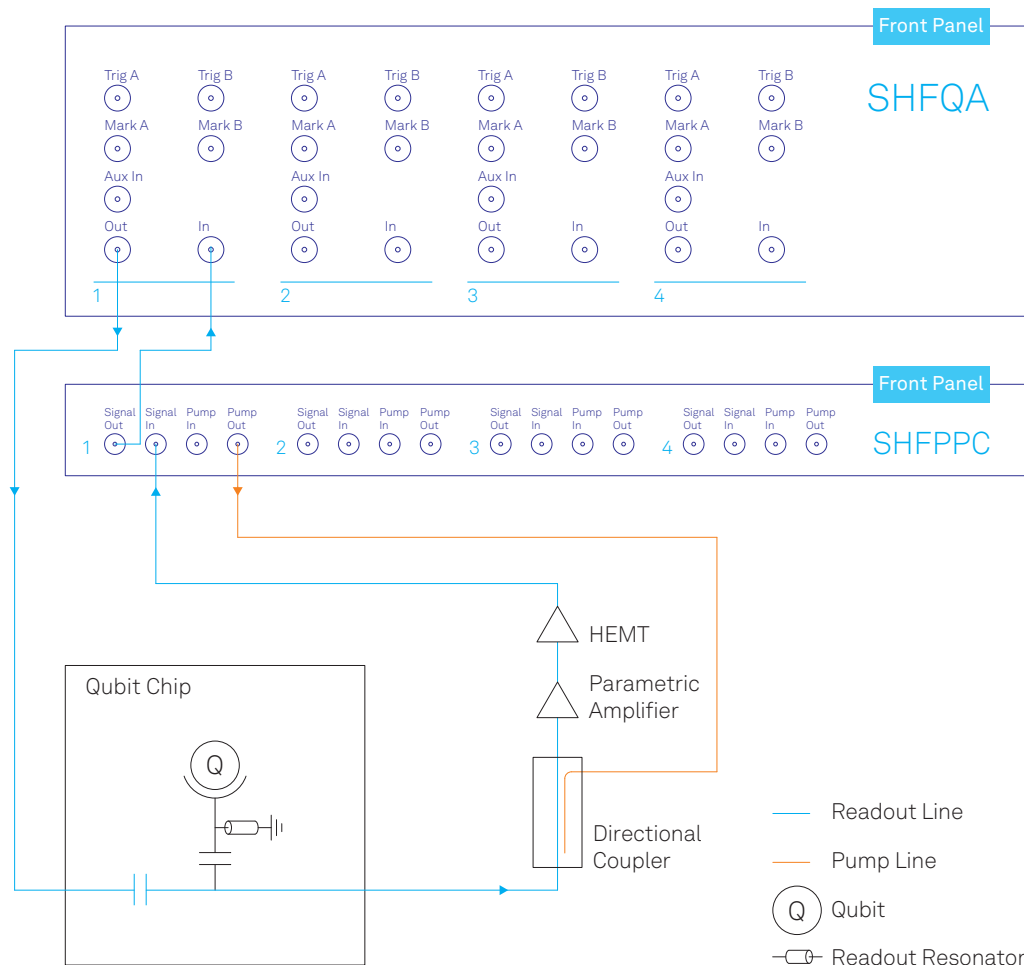 Front Panel
SHFQA
Trig A Trig B Trig A Trig B Trig A Trig B Trig A Trig B
Mark A Mark B Mark A Mark B Mark A Mark B Mark A Mark B
Aux In Aux In Aux In Aux In
Out In Out In Out In Out In
1 2 3 4
Front Panel
SHFPPC
Signal Signal Pump Pump Signal Signal Pump Pump Signal Signal Pump Pump Signal Signal Pump Pump
Out In In Out Out In In Out Out In In Out Out In In Out
1 2 3 4
HEMT
Parametric
Amplifier
Qubit Chip
Q
Directional
Coupler
Readout Line
Pump Line
Q Qubit
Readout Resonator